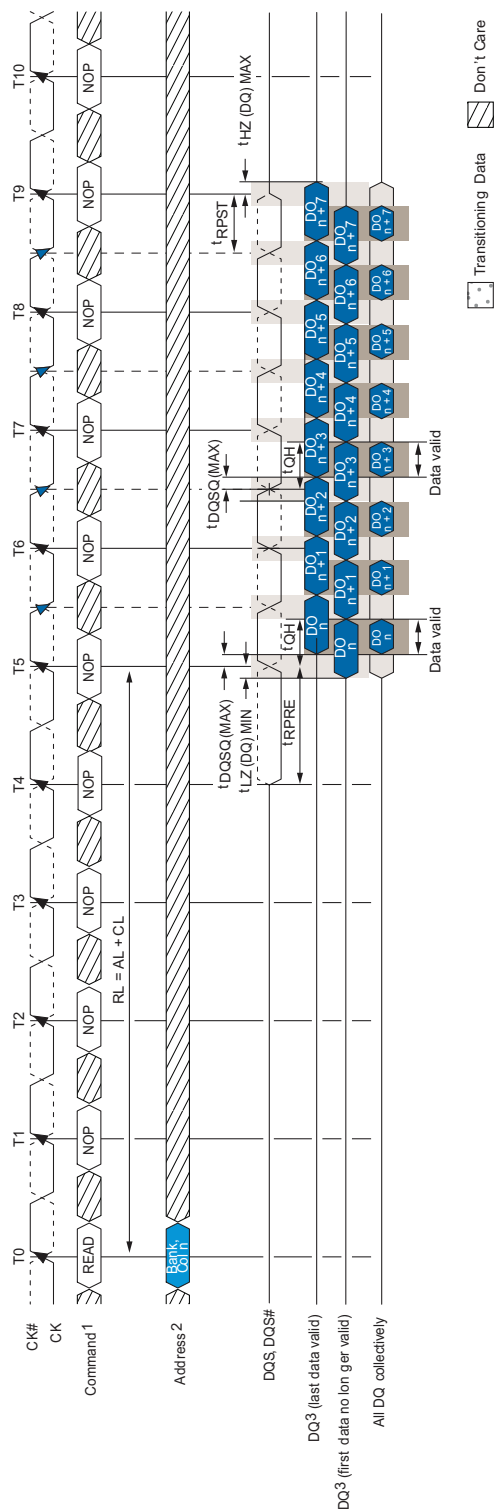 T0 T1 T2 T3 T4 T5 T6 T7 T8 T9 T10
CK#
CK
Command1 READ NOP NOP NOP NOP NOP NOP NOP NOP NOP NOP
RL = AL + CL
Address2 Bank, Col n
tDQSQ (MAX) tDQSQ (MAX) tRPST tHZ (DQ) MAX
tLZ (DQ) MIN
DQS, DQS#
tRPRE tQH tQH
DQ3 (last data valid) DO n DO n + 1 DO n + 2 DO n + 3 DO n + 4 DO n + 5 DO n + 6 DO n + 7
DQ3 (first data no lon ger valid) DO n DO n + 1 DO n + 2 DO n + 3 DO n + 4 DO n + 5 DO n + 6 DO n + 7
All DQ collectively DO n DO n + 1 DO n + 2 DO n + 3 DO n + 4 DO n + 5 DO n + 6 DO n + 7
Data valid Data valid
Transitioning Data Don't Care